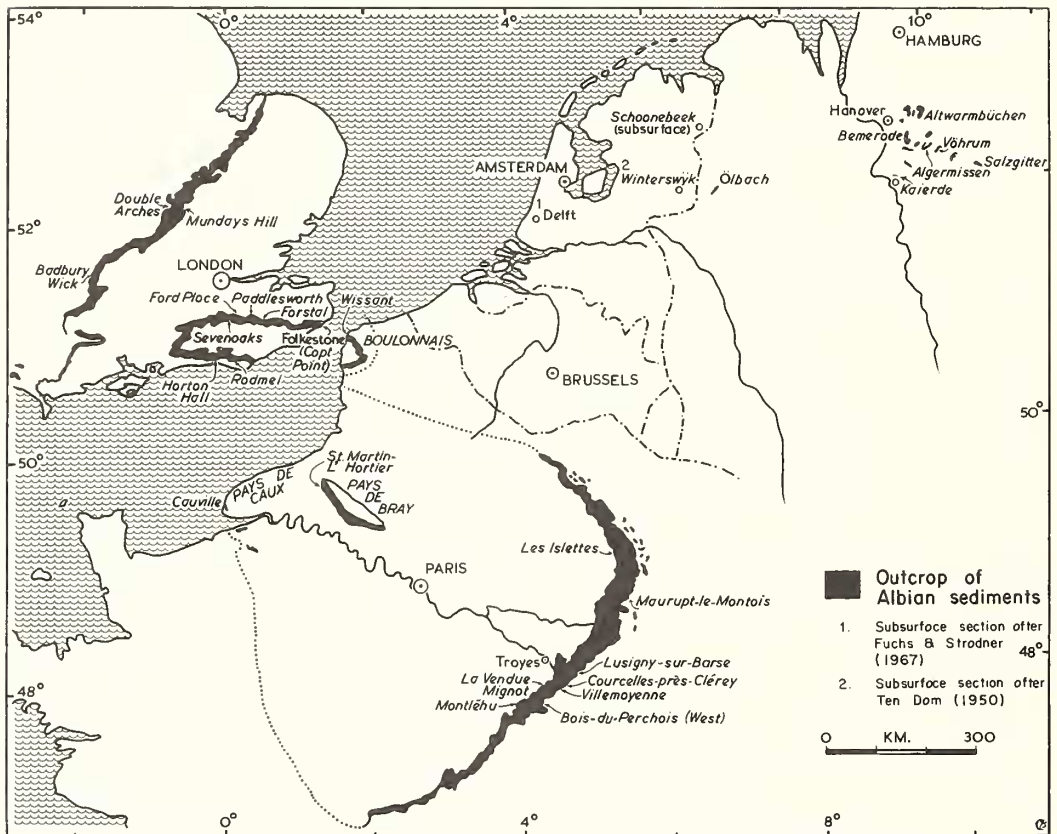 54°
0°
4°
10°
HAMBURG
Schoonebeek
(subsurface)
Hanover
Altwarmbüchen
Bemerode
Vöhrum
Salzgitter
Algermissen
Kaierde
AMSTERDAM
2
Winterswÿk
Ölbach
1
Delft
Double
Arches
Mundays Hill
52°
52°
Badbury
Wick
LONDON
Ford Place
Paddlesworth
Forstal
Wissant
Sevenoaks
Folkestone
(Copt
Point)
BOULONNAIS
Horton
Hall
Rodmel
BRUSSELS
50°
50°
St. Martin-
L' Hortier
PAYS DE
CAUX
PAYS
DE
BRAY
Cauville
Les Islettes
PARIS
Maurupt-le-Montois
Outcrop of
Albian sediments
1. Subsurface section after
Fuchs & Strodner
(1967)
2. Subsurface section after
Ten Dom (1950)
48°
48°
Troyes
Lusigny-sur-Barse
La Vendue
Mignot
Courcelles-près-Clérey
Villemoyenne
Montléhu
Bois-du-Perchois (West)
0 KM. 300
0°
4°
8°